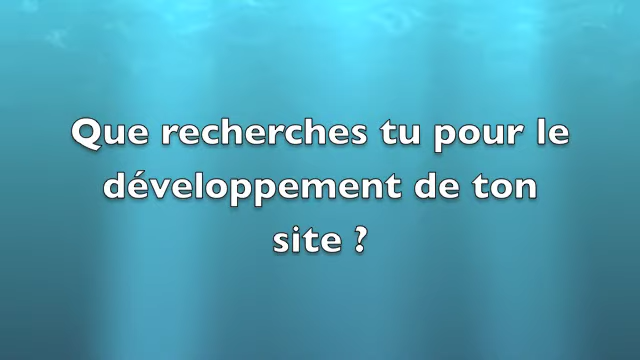 Que recherches tu pour le
développement de ton
site ?